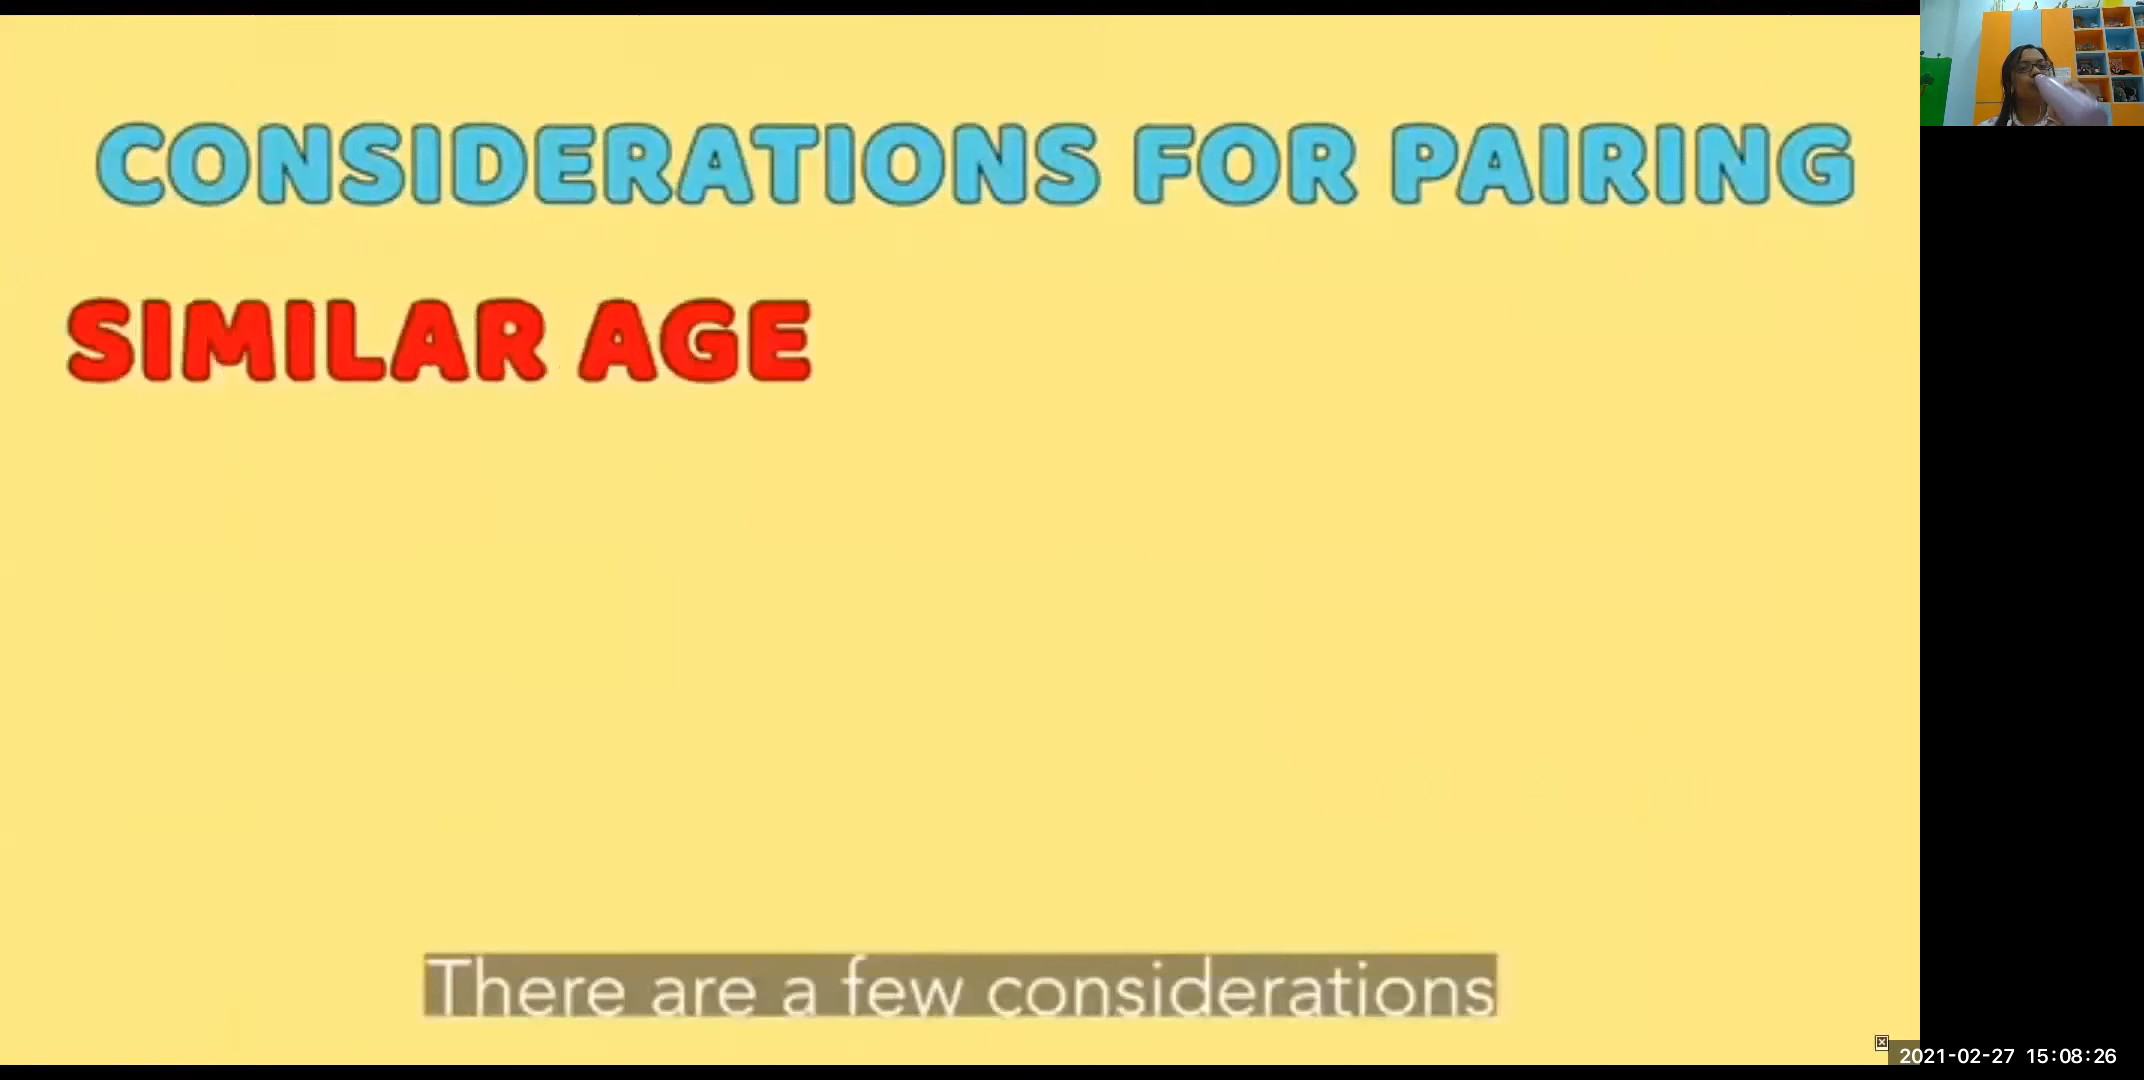 CONSIDERATIONS FOR PAIRING
SIMILAR AGE
There are a few considerations
2021-02-27 15:08:26